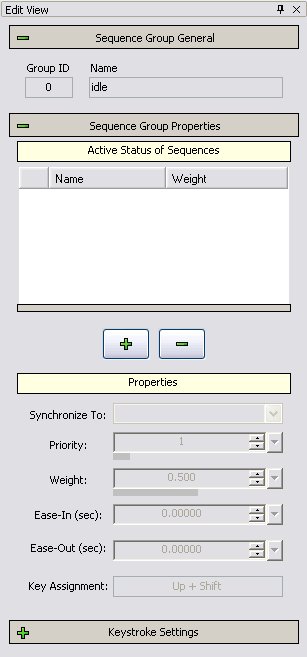 Edit View
Sequence Group General
Group ID Name
0 idle
Sequence Group Properties
Active Status of Sequences
Name Weight
Properties
Synchronize To:
Priority: 1
Weight: 0.500
Ease-In (sec): 0.00000
Ease-Out (sec): 0.00000
Key Assignment: Up + Shift
Keystroke Settings